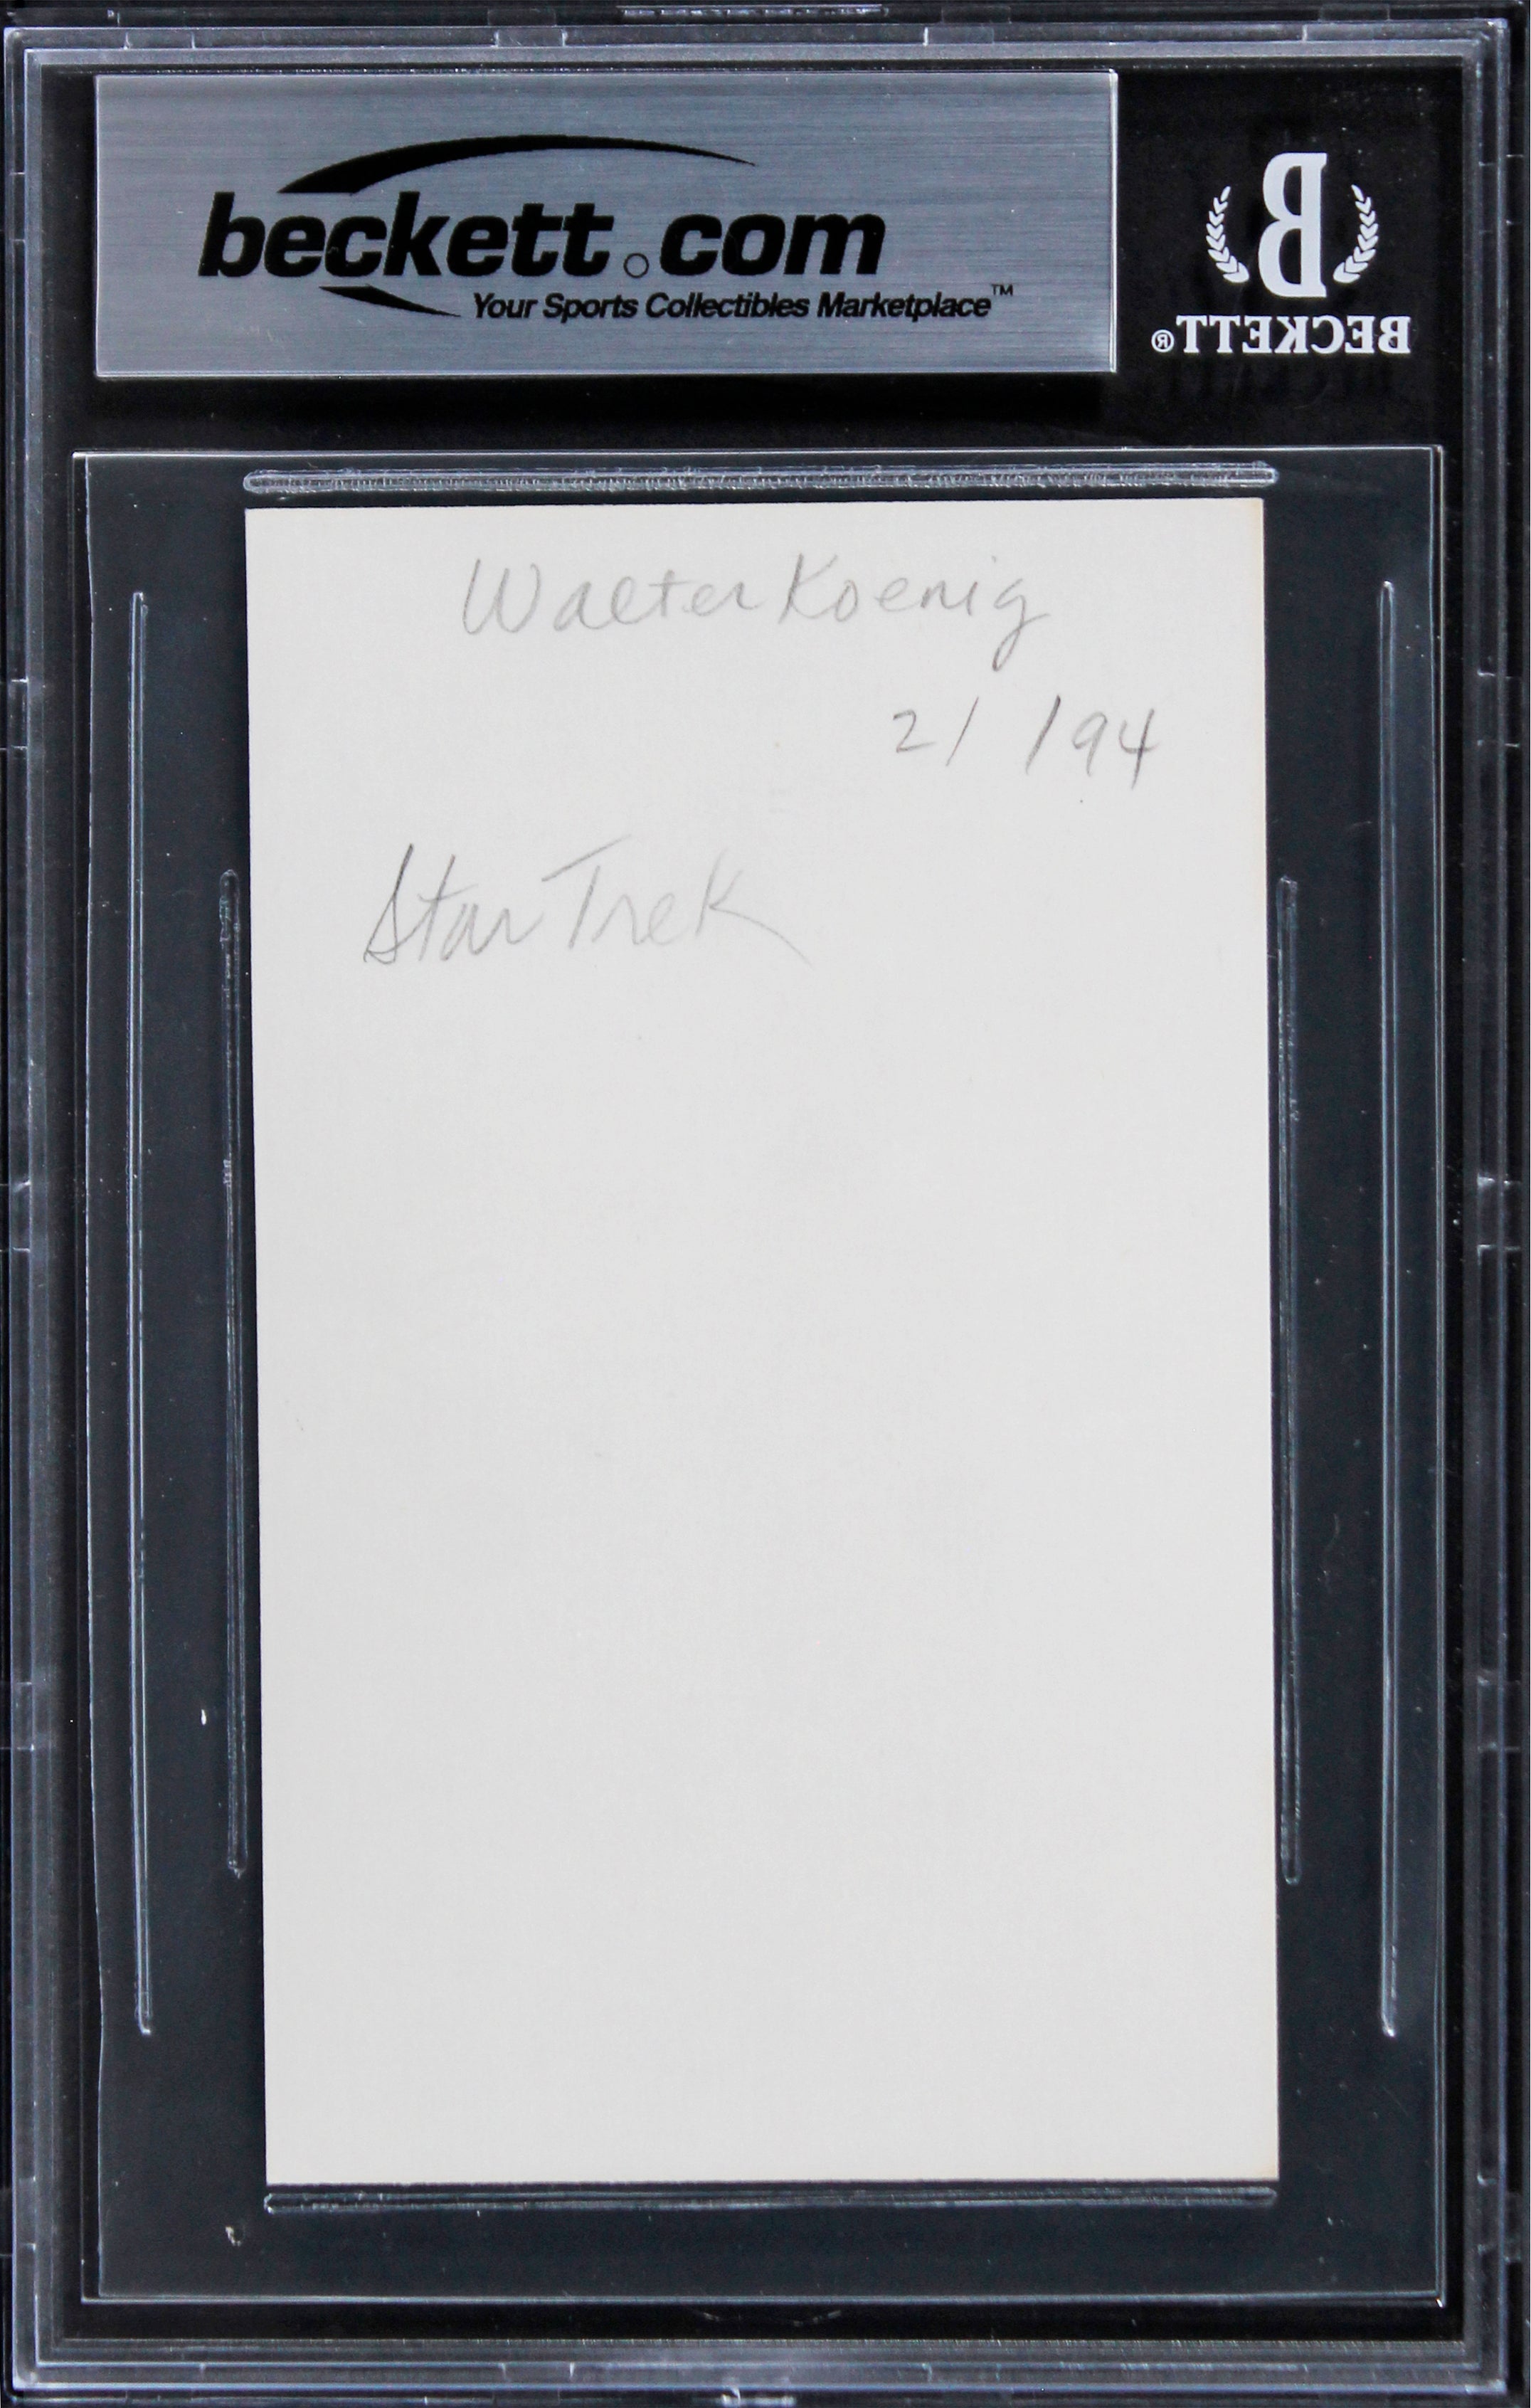 beckett.com
Your Sports Collectibles Marketplace™
BECKETT®
Walter Koenig
2/ /94
Star Trek